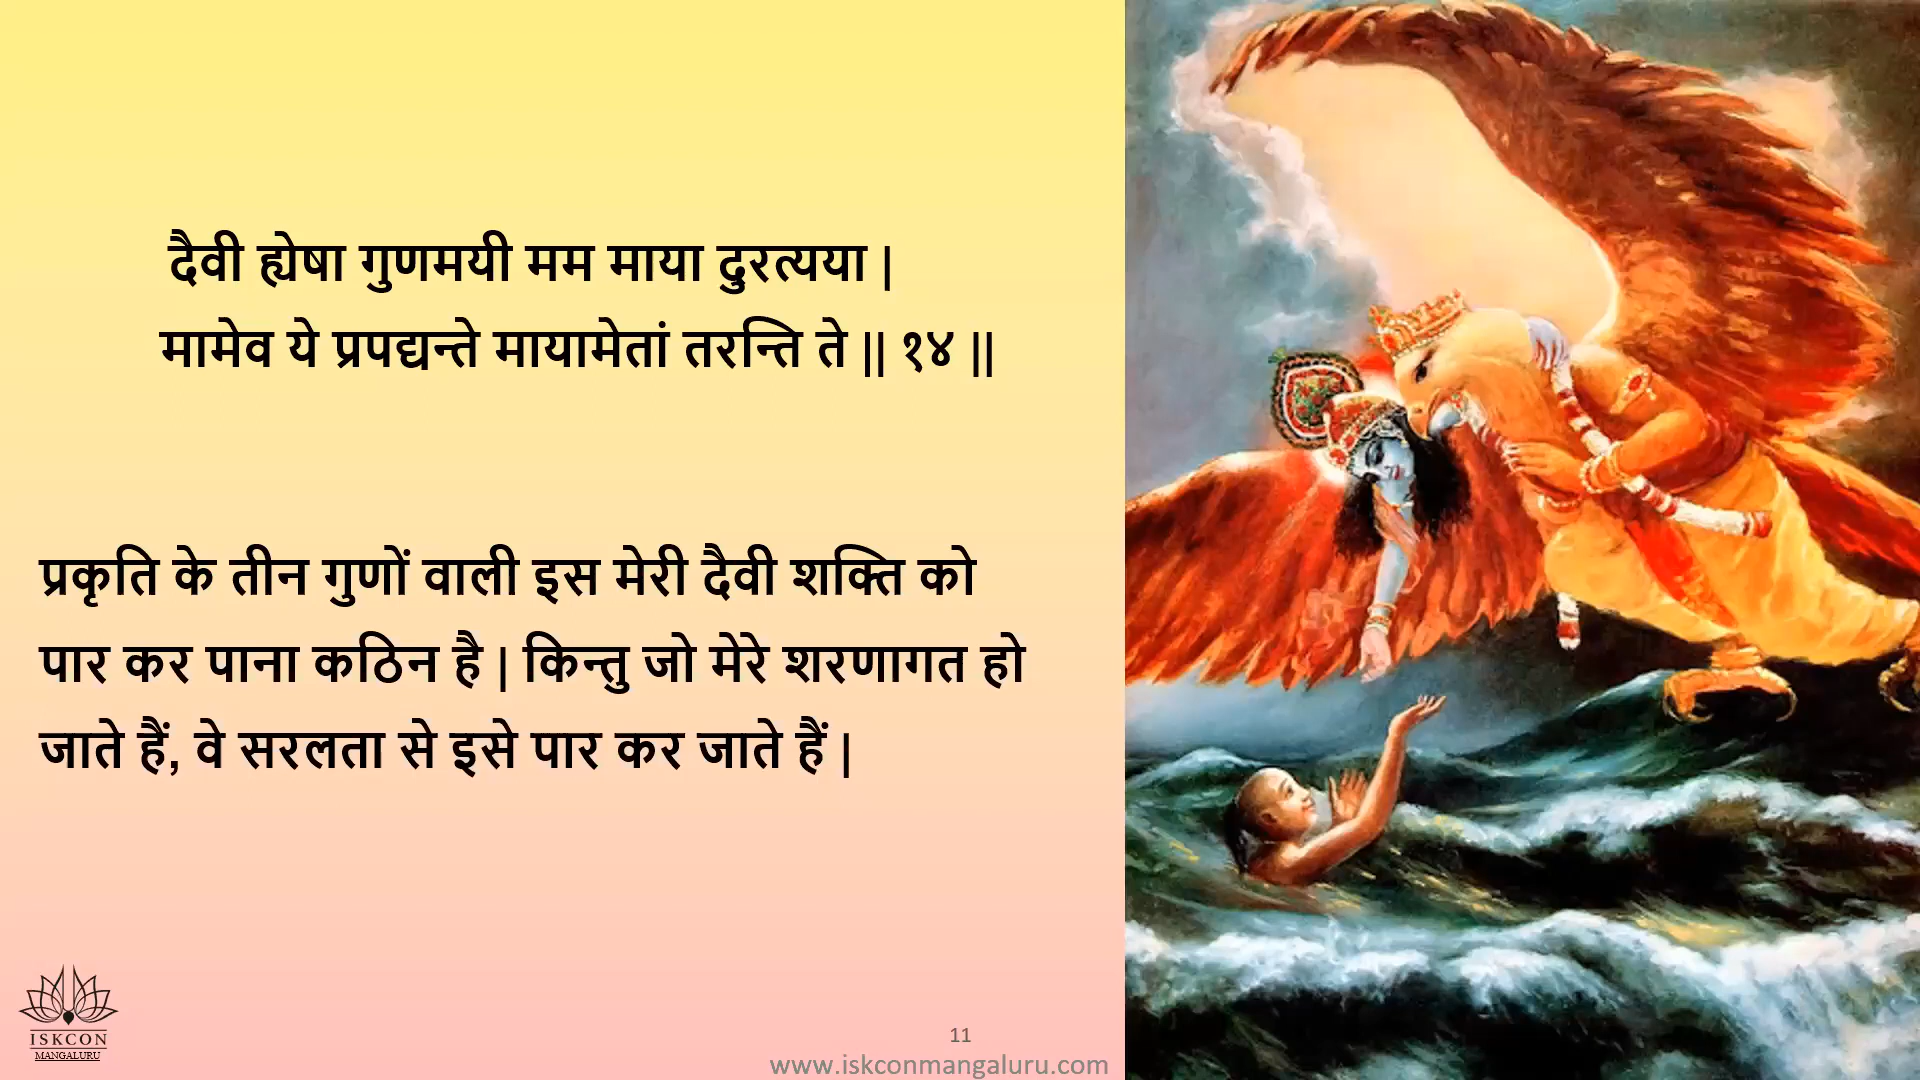 दैवी ह्येषा गुणमयी मम माया दुरत्यया |
मामेव ये प्रपद्यन्ते मायामेतां तरन्ति ते || १४ ||
प्रकृति के तीन गुणों वाली इस मेरी दैवी शक्ति को
पार कर पाना कठिन है | किन्तु जो मेरे शरणागत हो
जाते हैं, वे सरलता से इसे पार कर जाते हैं |
ISKCON
MANGALURU
11
www.iskconmangaluru.com